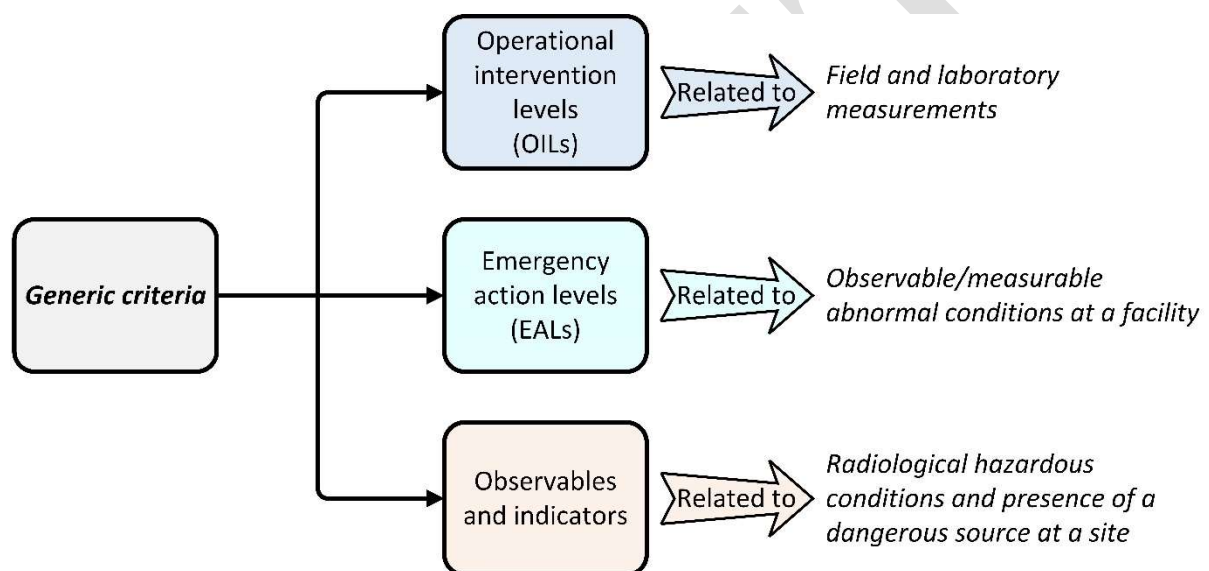 Operational
intervention
levels
(OILs)
Related to
Field and laboratory
measurements
Generic criteria
Emergency
action levels
(EALs)
Related to
Observable/measurable
abnormal conditions at a facility
Observables
and indicators
Related to
Radiological hazardous
conditions and presence of a
dangerous source at a site